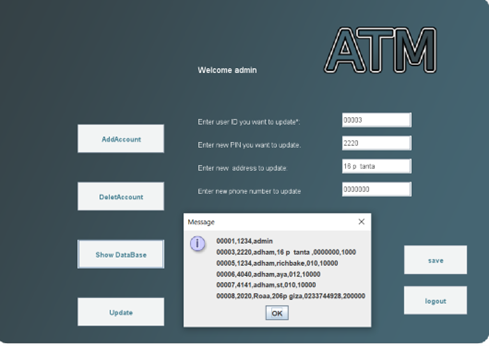 ATM
Welcome admin
Enter user ID you want to update*:
00003
Enter new PIN you want to update:
2220
Enter new address to update
16 p tanta
Enter new phone number to update
0000000
AddAccount
DeletAccount
Show DataBase
Update
Message
00001,1234,admin
00003,2220,adham,16 p tanta ,0000000,1000
00005,1234,adham,richbake,010,10000
00006,4040,adham,aya,012,10000
00007,4141,adham,st,010,10000
00008,2020,Roaa,206p giza,0233744928,200000
OK
save
logout